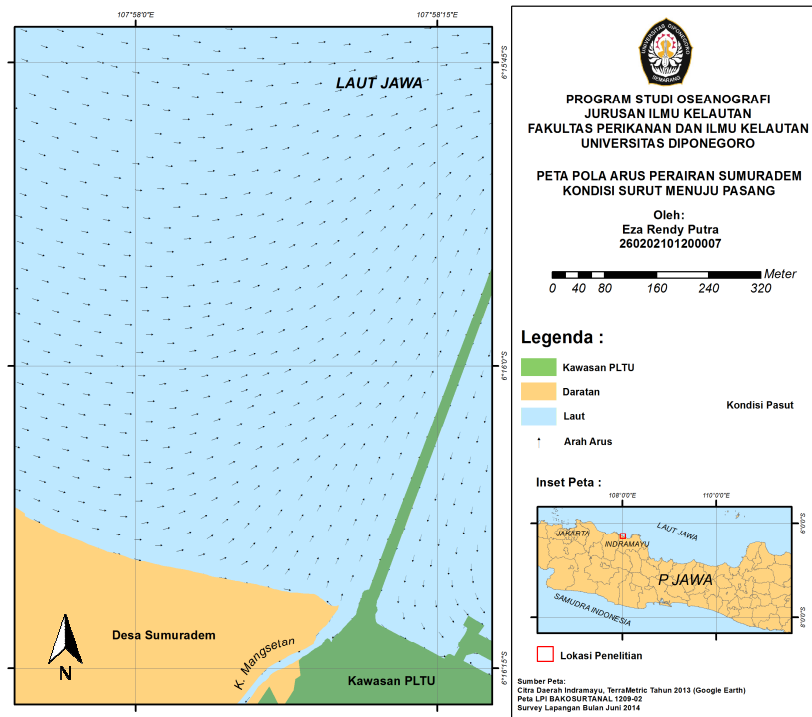 107°58'0"E
107°58'15"E
6°15'45"S
6°16'0"S
6°16'15"S
LAUT JAWA
Desa Sumuradem
K. Mangsetan
Kawasan PLTU
N
UNIVERSITAS DIPONEGORO
SEMARANG
PROGRAM STUDI OSEANOGRAFI
JURUSAN ILMU KELAUTAN
FAKULTAS PERIKANAN DAN ILMU KELAUTAN
UNIVERSITAS DIPONEGORO
PETA POLA ARUS PERAIRAN SUMURADEM
KONDISI SURUT MENUJU PASANG
Oleh:
Eza Rendy Putra
260202101200007
Meter
0 40 80 160 240 320
Legenda :
Kawasan PLTU
Daratan
Laut
Arah Arus
Kondisi Pasut
Inset Peta :
108°0'0"E
110°0'0"E
6°0'0"S
8°0'0"S
JAKARTA
INDRAMAYU
LAUT JAWA
P JAWA
SAMUDRA INDONESIA
Lokasi Penelitian
Sumber Peta:
Citra Daerah Indramayu, TerraMetric Tahun 2013 (Google Earth)
Peta LPI BAKOSURTANAL 1209-02
Survey Lapangan Bulan Juni 2014